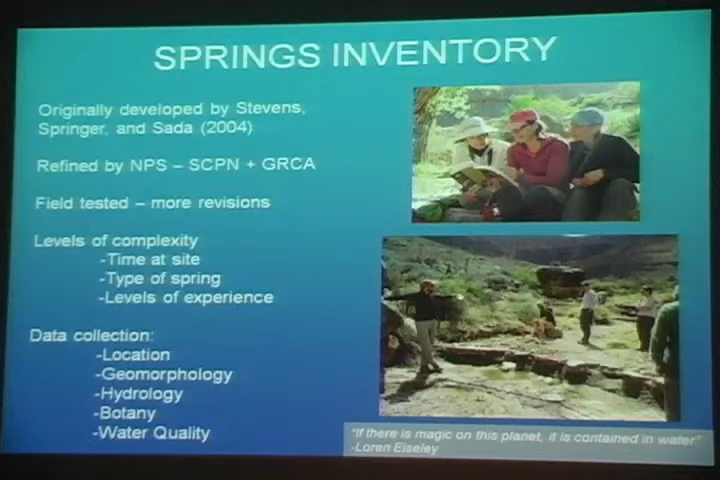 SPRINGS INVENTORY
Originally developed by Stevens,
Springer, and Sada (2004)
Refined by NPS – SCPN + GRCA
Field tested – more revisions
Levels of complexity
-Time at site
-Type of spring
-Levels of experience
Data collection:
-Location
-Geomorphology
-Hydrology
-Botany
-Water Quality
"If there is magic on this planet, it is contained in water"
-Loren Eiseley